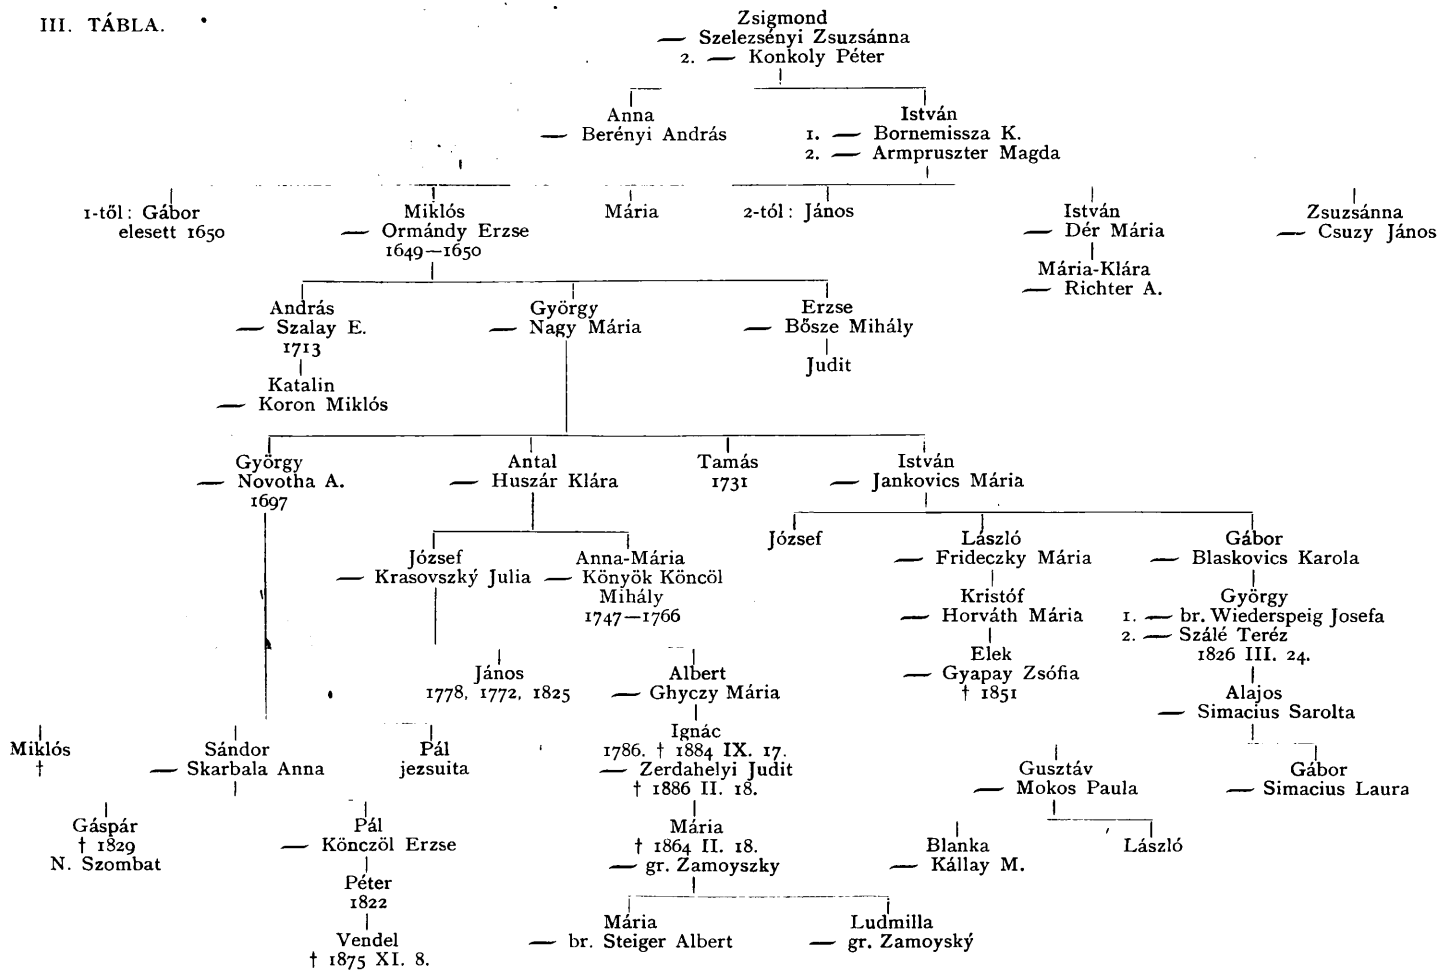 III. TÁBLA.
Zsigmond
— Szelezsényi Zsuzsánna
2. — Konkoly Péter
Anna
— Berényi András
István
1. — Bornemissza K.
2. — Armpruszter Magda
1-től: Gábor
elesett 1650
Miklós
— Ormándy Erzse
1649—1650
Mária
2-tól: János
István
— Dér Mária
Mária-Klára
— Richter A.
Zsuzsánna
— Csuzy János
András
— Szalay E.
1713
Katalin
— Koron Miklós
György
— Nagy Mária
Erzse
— Bősze Mihály
Judit
György
— Novotha A.
1697
Antal
— Huszár Klára
Tamás
1731
István
— Jankovics Mária
József
— Krasovszký Julia
Anna-Mária
— Könyök Köncöl
Mihály
1747—1766
József
László
— Frideczky Mária
Kristóf
— Horváth Mária
Elek
— Gyapay Zsófia
† 1851
Gábor
— Blaskovics Karola
György
1. — br. Wiederspeig Josefa
2. — Szálé Teréz
1826 III. 24.
Alajos
— Simacius Sarolta
János
1778, 1772, 1825
Albert
— Ghyczy Mária
Ignác
1786. † 1884 IX. 17.
— Zerdahelyi Judit
† 1886 II. 18.
Mária
† 1864 II. 18.
— gr. Zamoyszky
Miklós
†
Sándor
— Skarbala Anna
Pál
jezsuita
Gusztáv
— Mokos Paula
Gábor
— Simacius Laura
Gáspár
† 1829
N. Szombat
Pál
— Könczöl Erzse
Péter
1822
Vendel
† 1875 XI. 8.
Blanka
— Kállay M.
László
Mária
— br. Steiger Albert
Ludmilla
— gr. Zamoyský